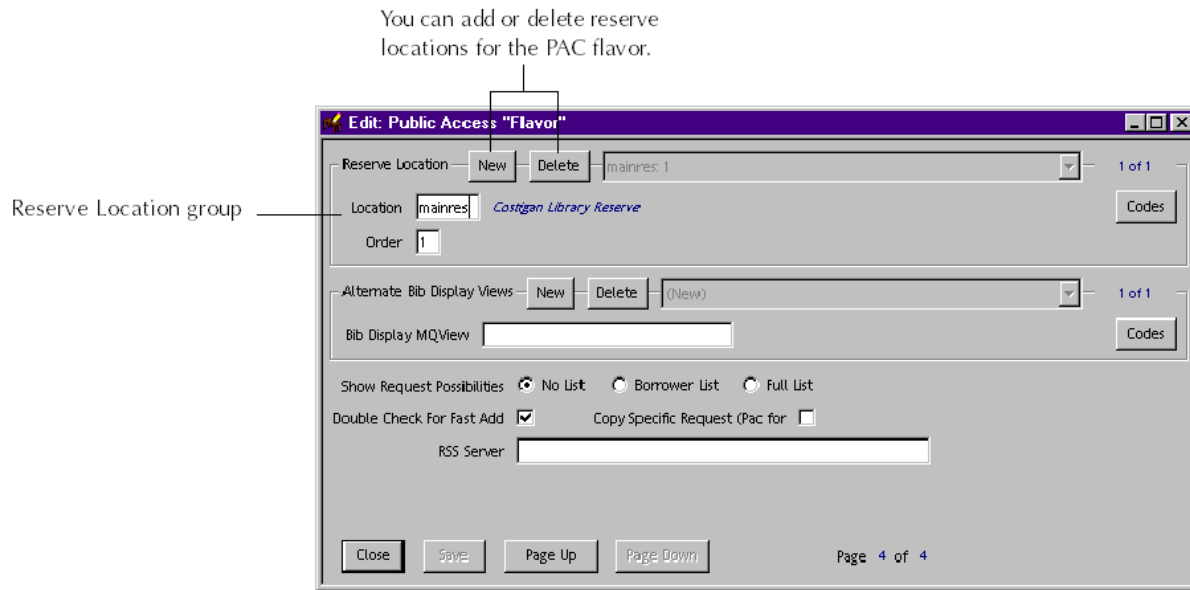 You can add or delete reserve
locations for the PAC flavor.
Edit: Public Access "Flavor"
Reserve Location New Delete mainres: 1 1 of 1
Reserve Location group
Location mainres Costigan Library Reserve Codes
Order 1
Alternate Bib Display Views New Delete (New) 1 of 1
Bib Display MQView Codes
Show Request Possibilities No List Borrower List Full List
Double Check For Fast Add Copy Specific Request (Pac for
RSS Server
Close Save Page Up Page Down Page 4 of 4